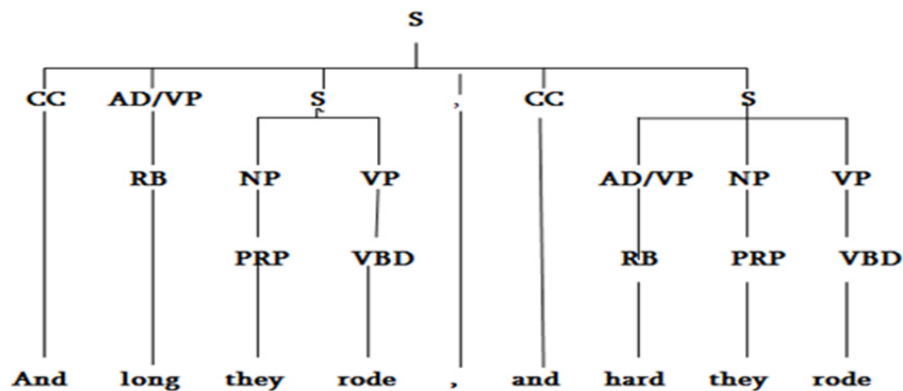 S
CC AD/VP S , CC S
RB NP VP AD/VP NP VP
PRP VBD RB PRP VBD
And long they rode , and hard they rode